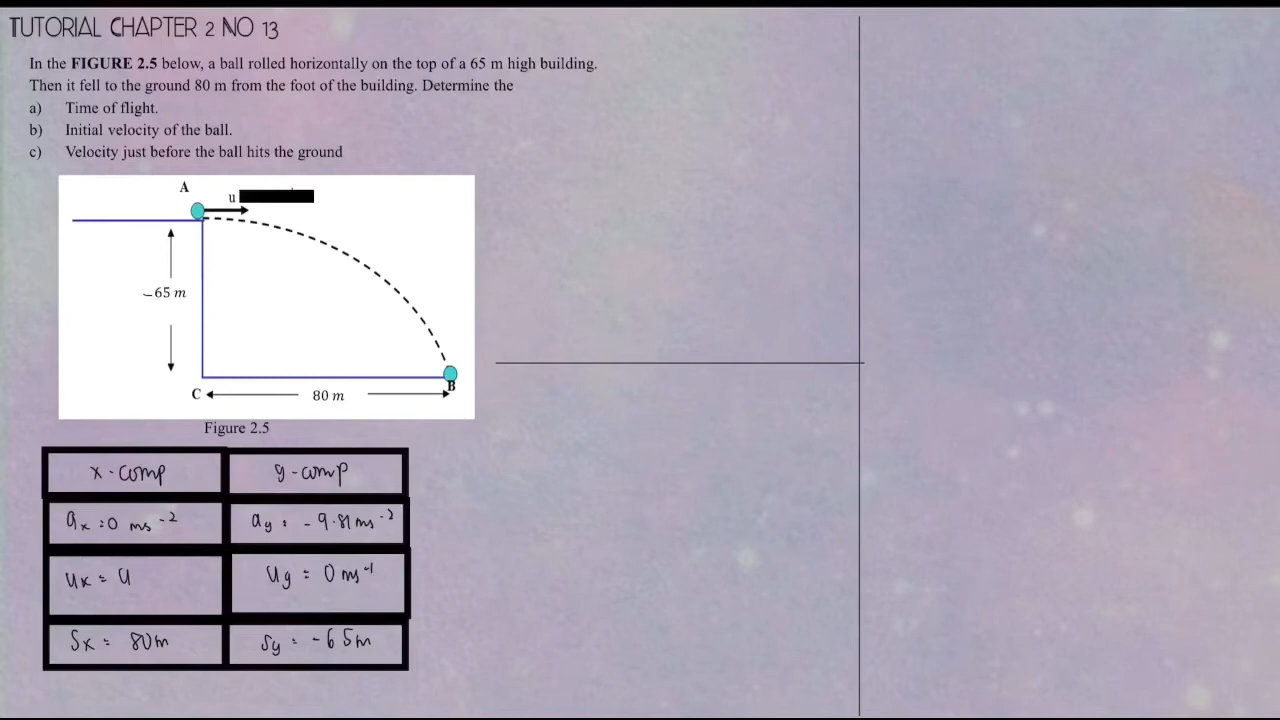 TUTORIAL CHAPTER 2 NO 13
In the FIGURE 2.5 below, a ball rolled horizontally on the top of a 65 m high building.
Then it fell to the ground 80 m from the foot of the building. Determine the
a) Time of flight.
b) Initial velocity of the ball.
c) Velocity just before the ball hits the ground
A
u
-65 m
B
C
80 m
Figure 2.5
x-comp y-comp
ax = 0 ms-2 ay = -9.81 ms-2
ux = u uy = 0 ms-1
Sx = 80m Sy = -65m